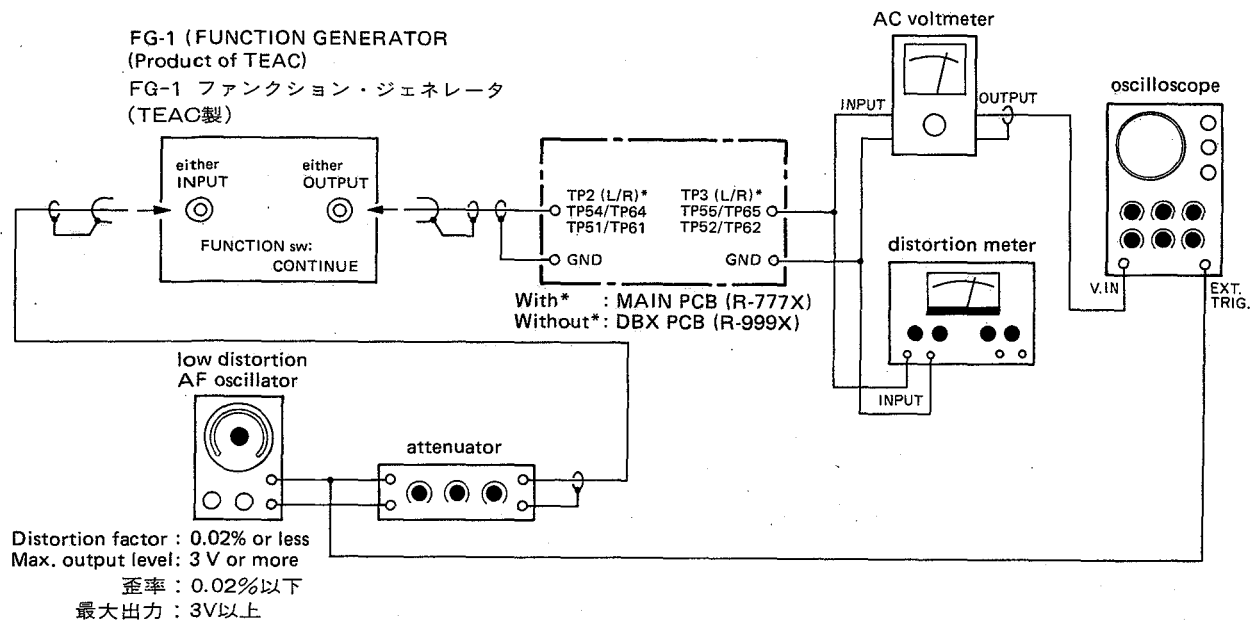 FG-1 (FUNCTION GENERATOR
(Product of TEAC)
FG-1 ファンクション・ジェネレータ
(TEAC製)
either
INPUT
either
OUTPUT
FUNCTION sw:
CONTINUE
TP2 (L/R)*
TP54/TP64
TP51/TP61
GND
TP3 (L/R)*
TP55/TP65
TP52/TP62
GND
With* : MAIN PCB (R-777X)
Without* : DBX PCB (R-999X)
AC voltmeter
INPUT
OUTPUT
oscilloscope
V.IN
EXT.
TRIG.
distortion meter
INPUT
low distortion
AF oscillator
attenuator
Distortion factor : 0.02% or less
Max. output level: 3 V or more
歪率 : 0.02%以下
最大出力 : 3V以上